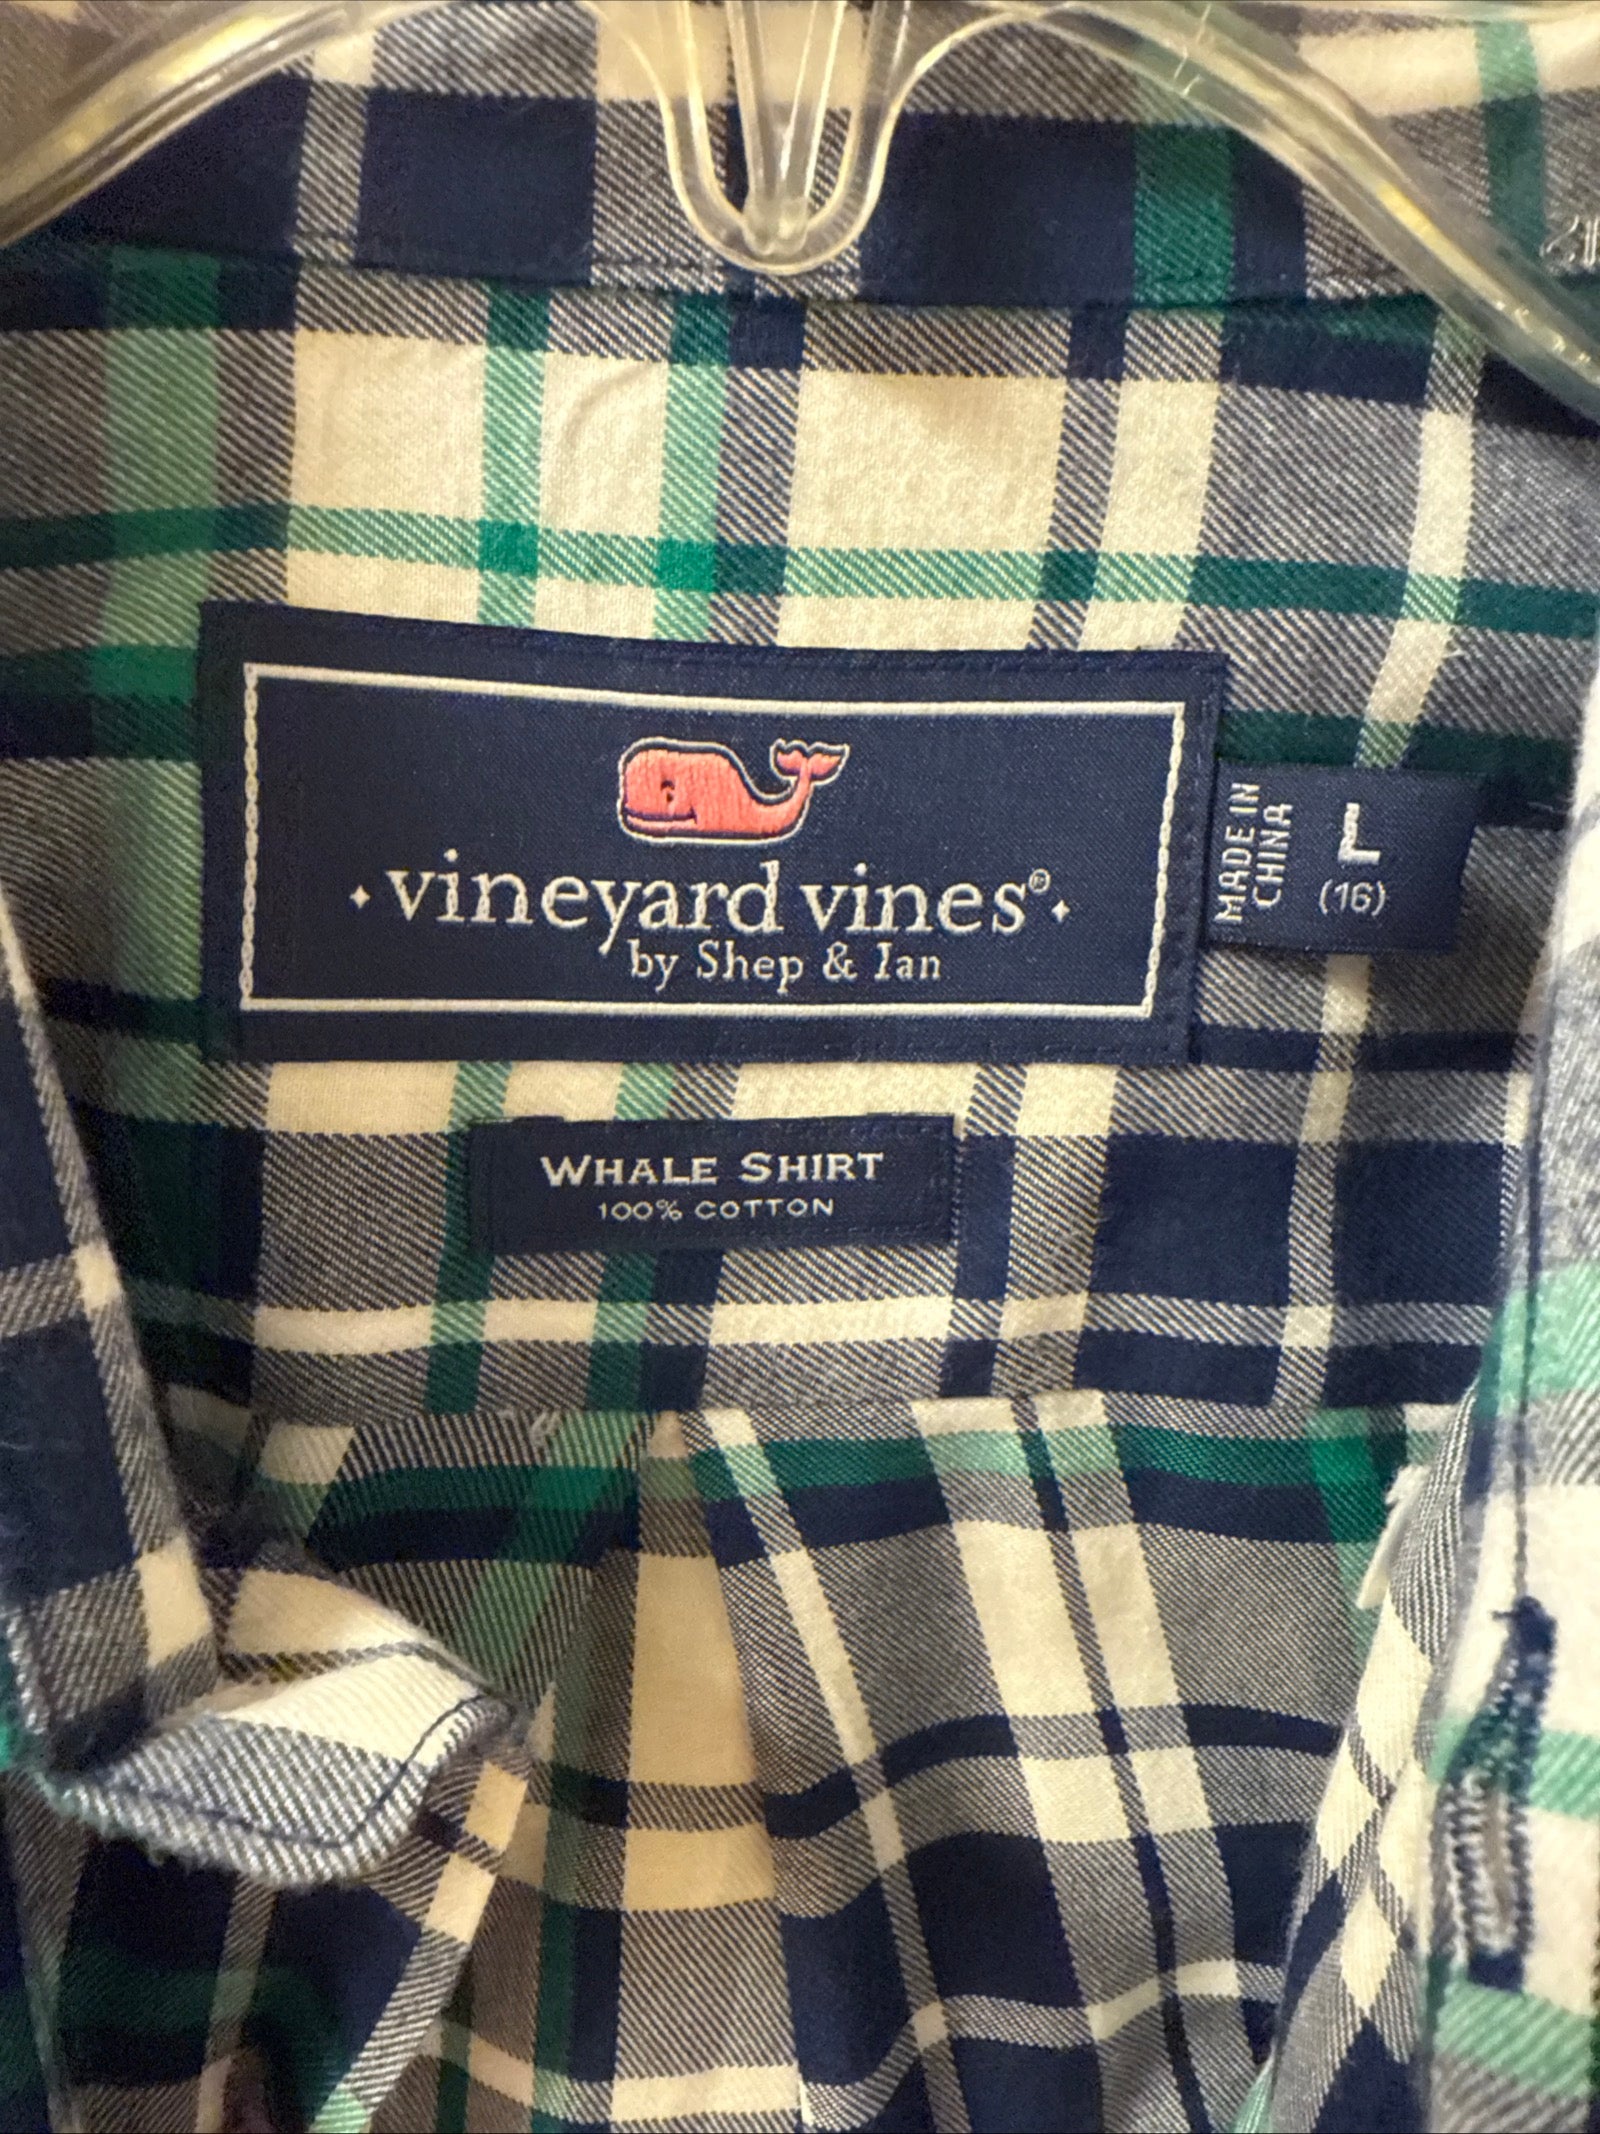 vineyard vines®
by Shep & Ian
MADE IN
CHINA
L
(16)
WHALE SHIRT
100% COTTON